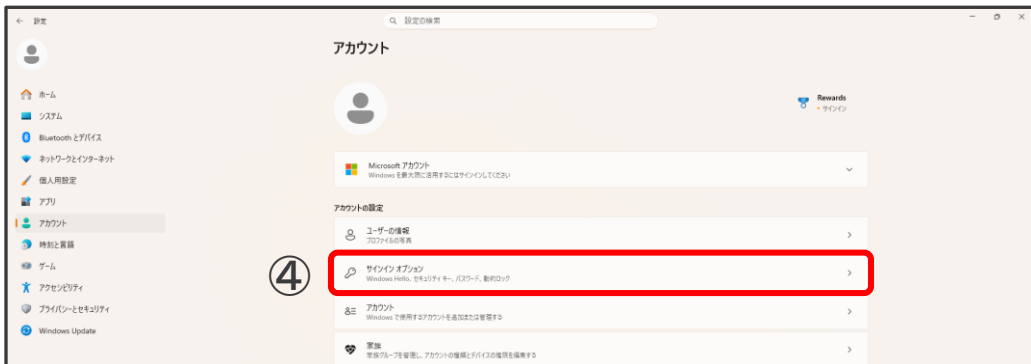 ← 設定
設定の検索
アカウント
ホーム
システム
Bluetooth とデバイス
ネットワークとインターネット
個人用設定
アプリ
アカウント
時刻と言語
ゲーム
アクセシビリティ
プライバシーとセキュリティ
Windows Update
Rewards
• サインイン
Microsoft アカウント
Windows を最大限に活用するにはサインインしてください
アカウントの設定
ユーザーの情報
プロファイルの写真
④
サインイン オプション
Windows Hello、セキュリティ キー、パスワード、動的ロック
アカウント
Windows で使用するアカウントを追加または管理する
家族
家族グループを管理し、アカウントの種類とデバイスの権限を編集する